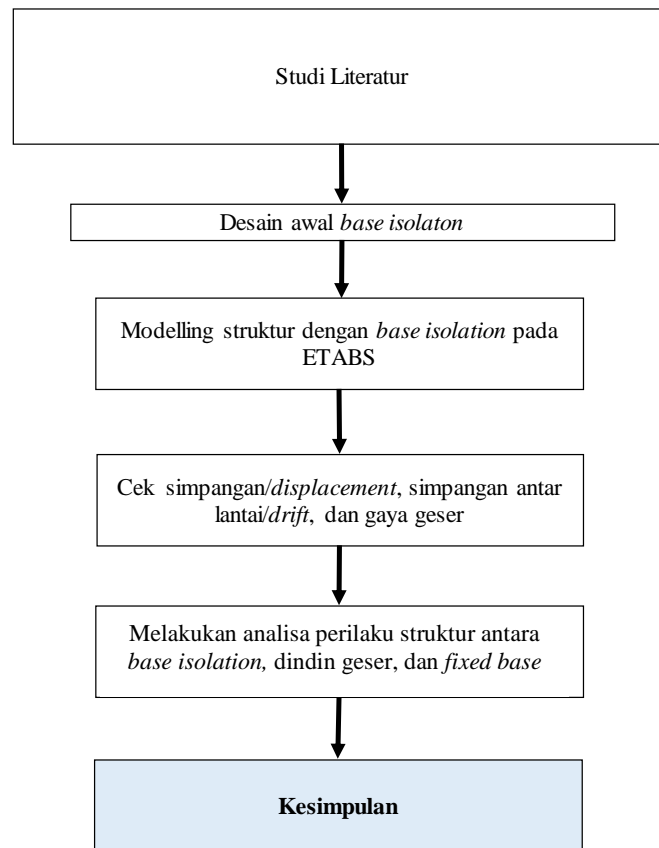 Studi Literatur
Desain awal base isolaton
Modelling struktur dengan base isolation pada
ETABS
Cek simpangan/displacement, simpangan antar
lantai/drift, dan gaya geser
Melakukan analisa perilaku struktur antara
base isolation, dindin geser, dan fixed base
Kesimpulan